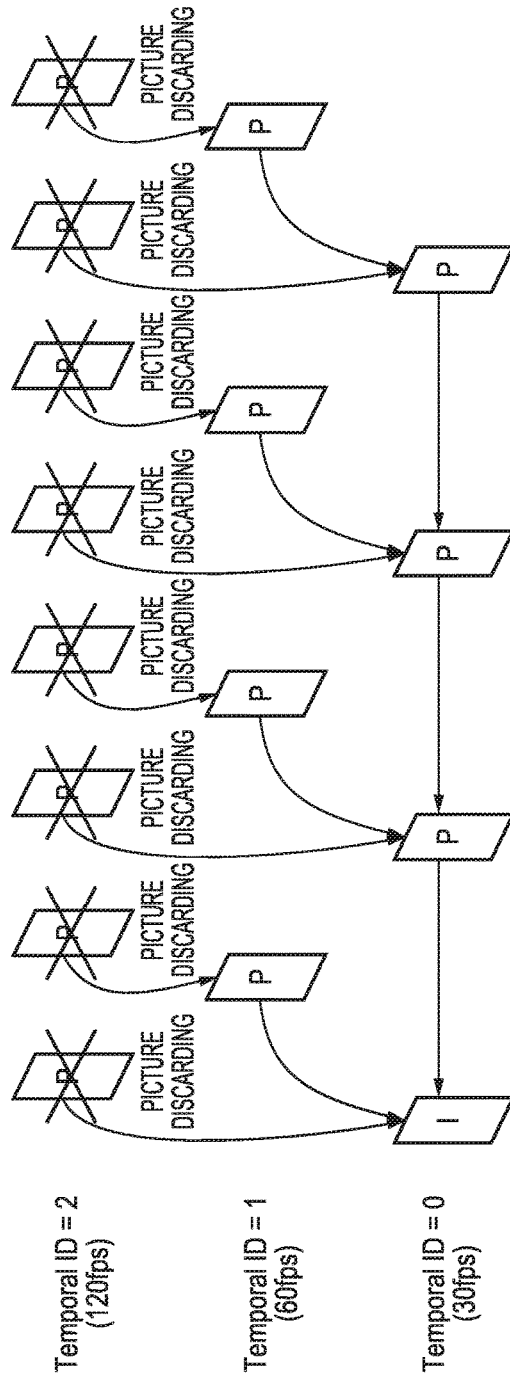 Temporal ID = 2
(120fps)
P
P
P
P
P
P
P
P
PICTURE
DISCARDING
PICTURE
DISCARDING
PICTURE
DISCARDING
PICTURE
DISCARDING
PICTURE
DISCARDING
PICTURE
DISCARDING
PICTURE
DISCARDING
PICTURE
DISCARDING
Temporal ID = 1
(60fps)
P
P
P
P
Temporal ID = 0
(30fps)
I
P
P
P